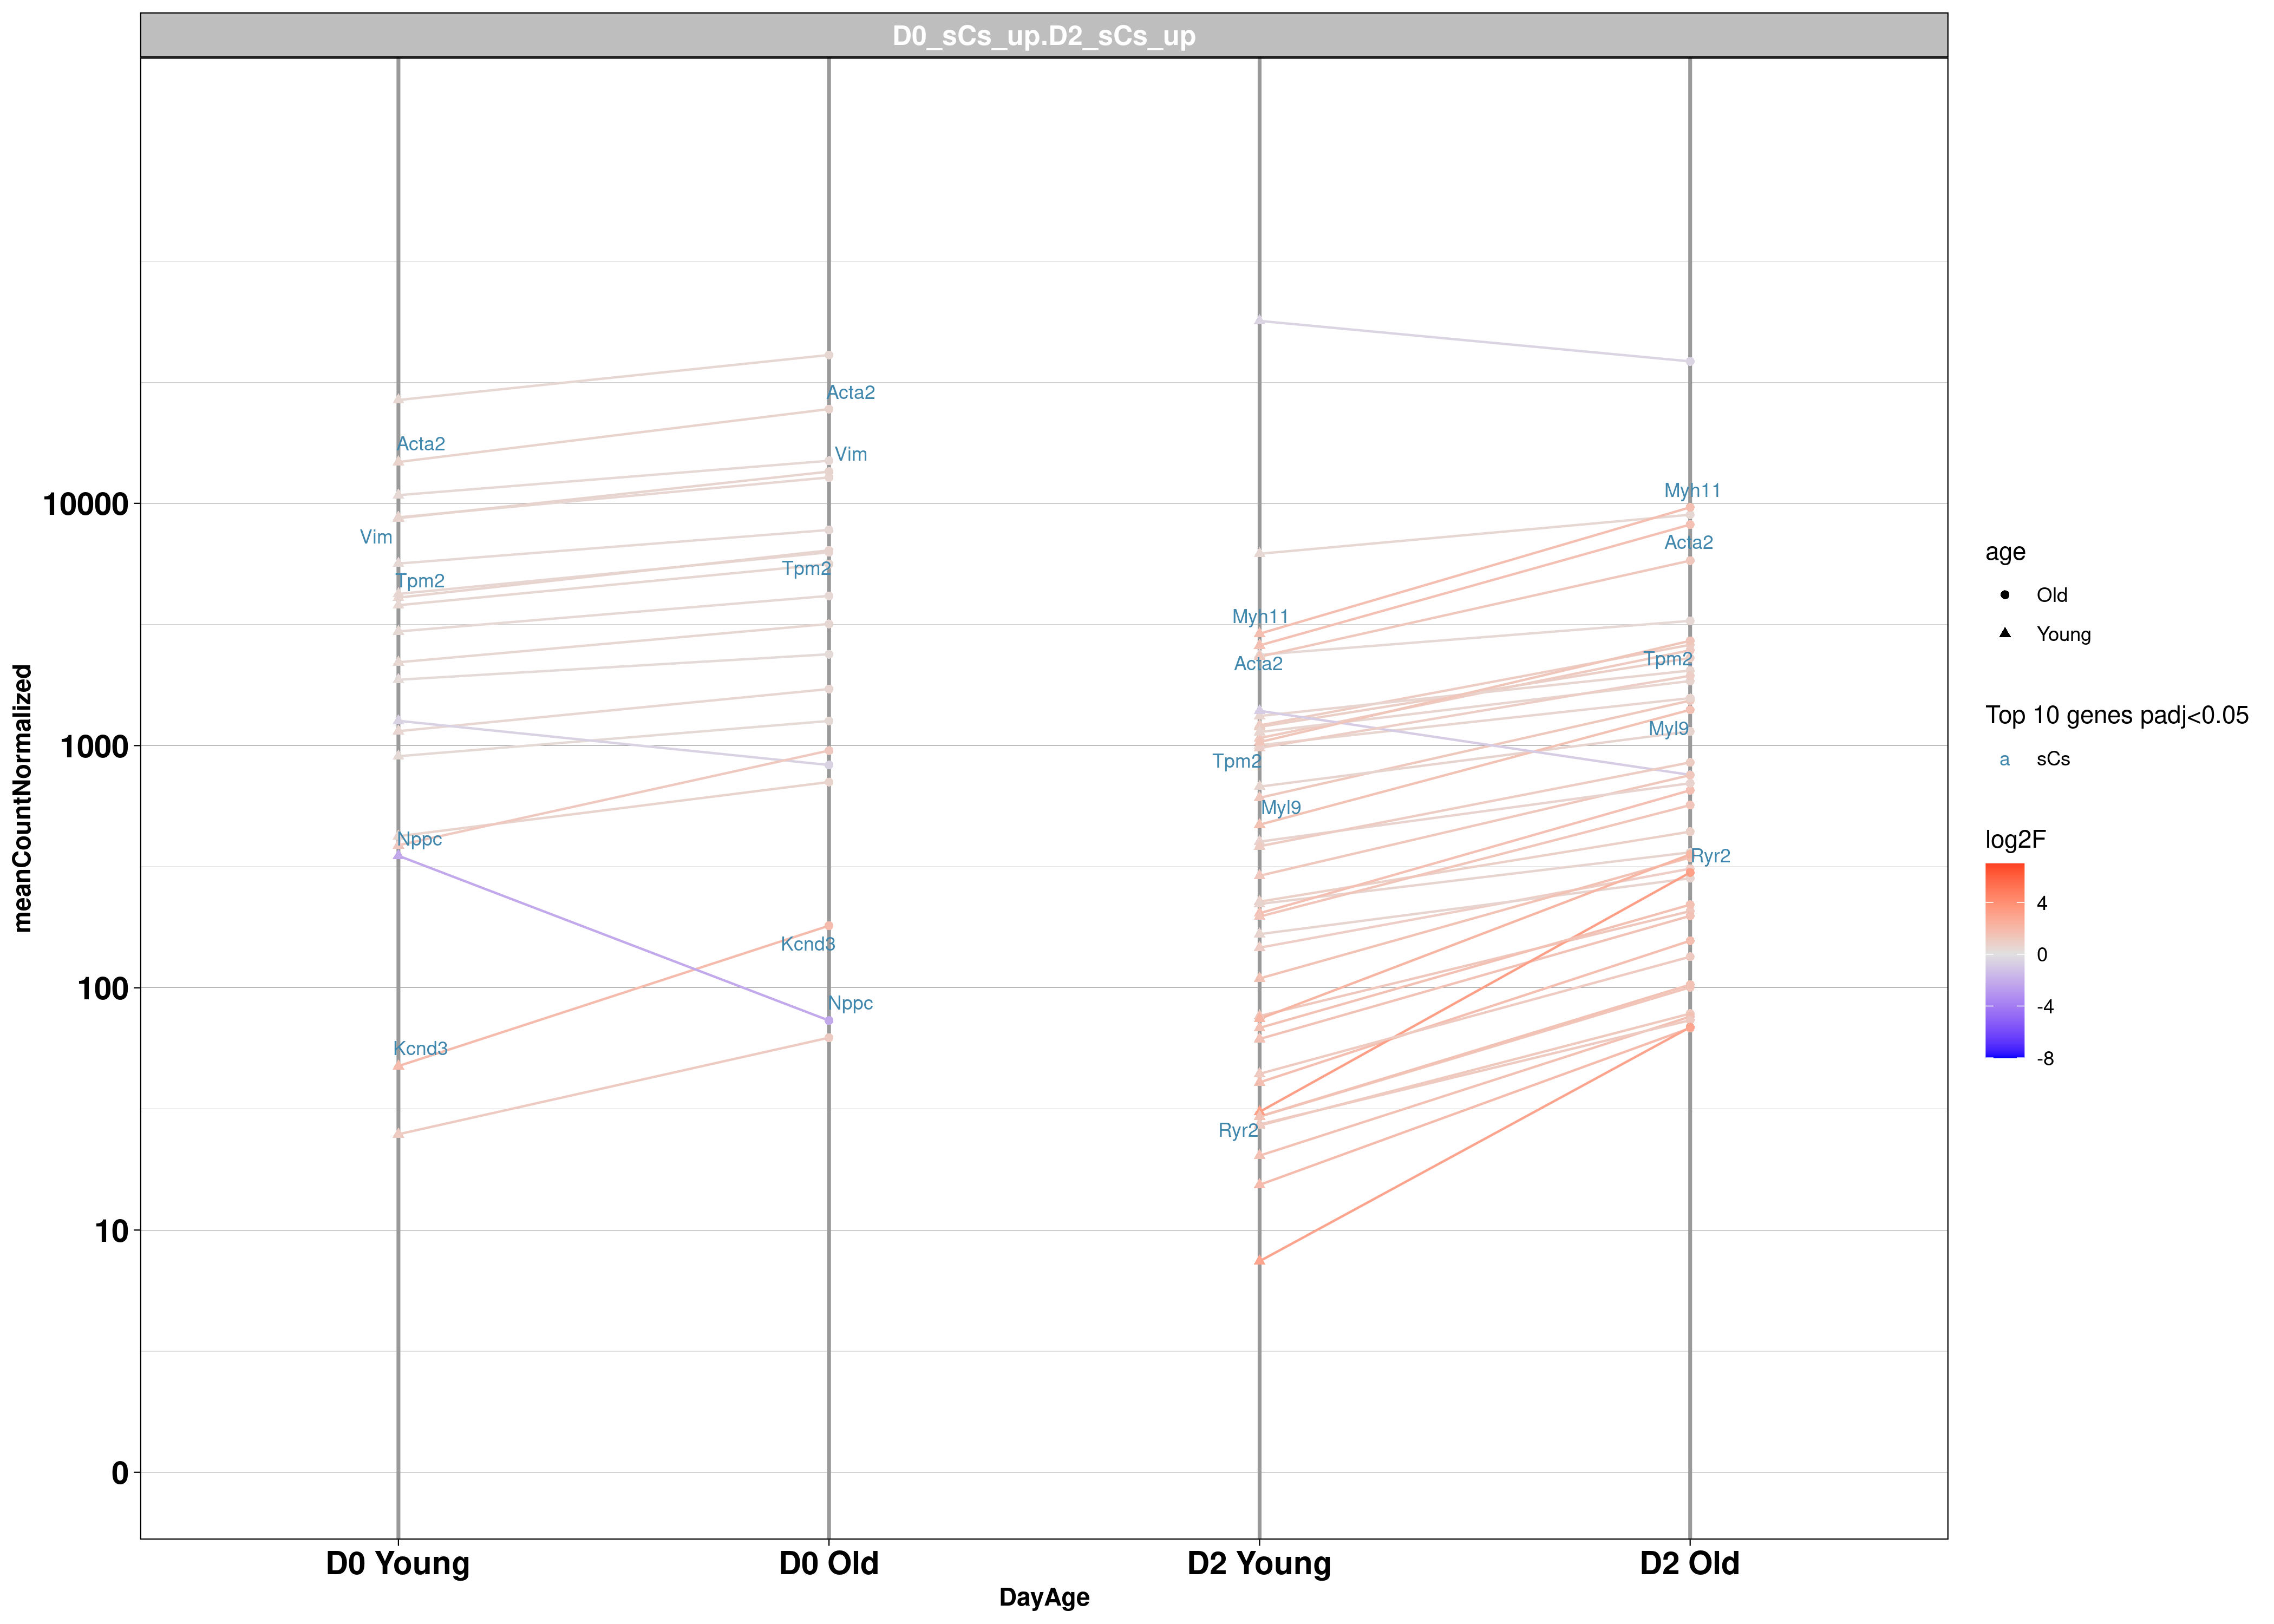 D0_sCs_up.D2_sCs_up
meanCountNormalized
10000
1000
100
10
0
Acta2
Vim
Tpm2
Nppc
Kcnd3
Acta2
Vim
Tpm2
Kcnd3
Nppc
Myh11
Acta2
Tpm2
Myl9
Ryr2
Myh11
Acta2
Tpm2
Myl9
Ryr2
D0 Young
D0 Old
D2 Young
D2 Old
DayAge
age
Old
Young
Top 10 genes padj<0.05
a sCs
log2F
4
0
-4
-8